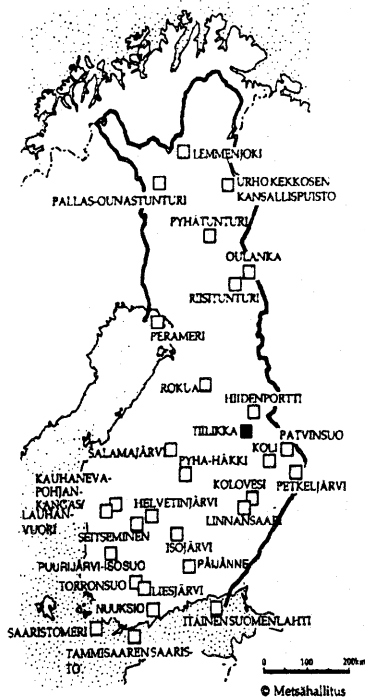 LEMMENJOKI
URHO KEKKOSEN
KANSALLISPUISTO
PALLAS-OUNASTUNTURI
PYHÄTUNTURI
OULANKA
RIISITUNTURI
PERÄMERI
ROKUA
HIIDENPORTTI
TIILIKKA
PATVINSUO
SALAMAJÄRVI
KOLI
PYHÄ-HÄKKI
KAUHANEVA-
POHJAN-
KANGAS/
KOLOVESI
PETKELJÄRVI
LAUHAN-
VUORI
HELVETINJÄRVI
LINNANSAARI
SEITSEMINEN
ISOJÄRVI
PUURIJÄRVI-ISOSUO
PÄIJÄNNE
TORRONSUO
LIESJÄRVI
NUUKSIO
ITÄINEN SUOMENLAHTI
SAARISTOMERI
TAMMISAAREN SAARIS-
TO
0 100 200km
© Metsähallitus